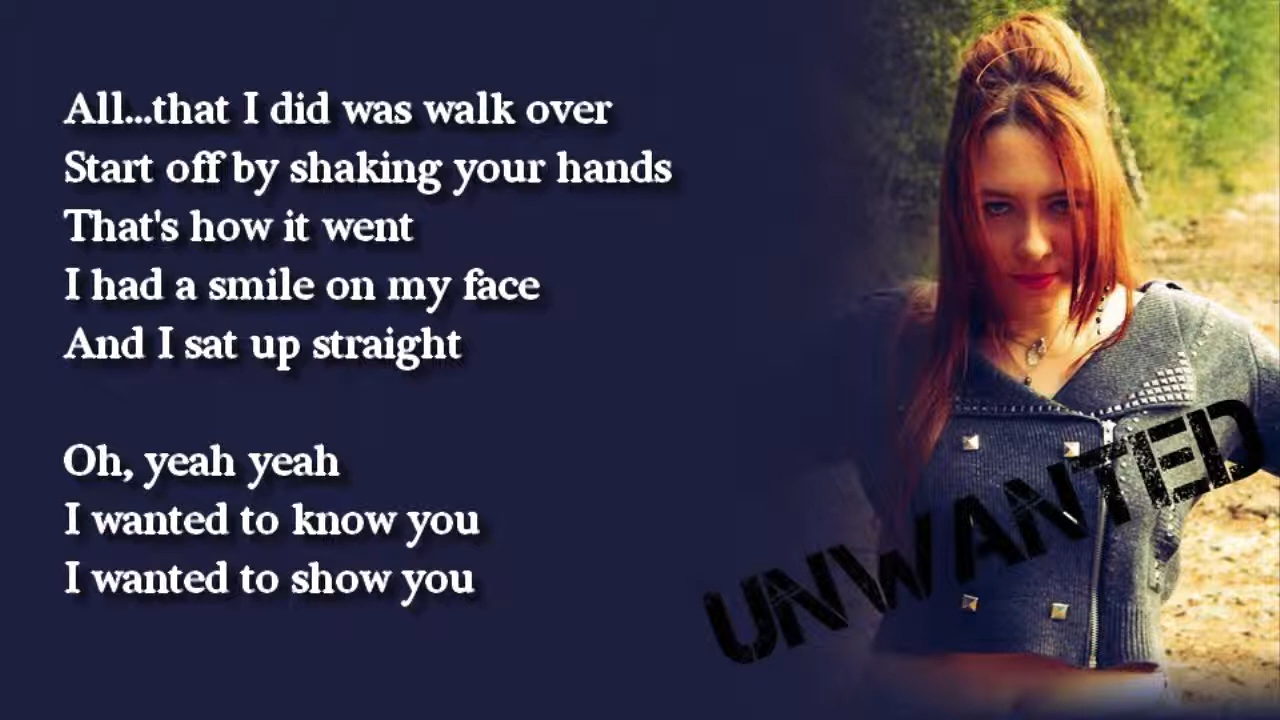 All...that I did was walk over
Start off by shaking your hands
That's how it went
I had a smile on my face
And I sat up straight
Oh, yeah yeah
I wanted to know you
I wanted to show you
UNWANTED